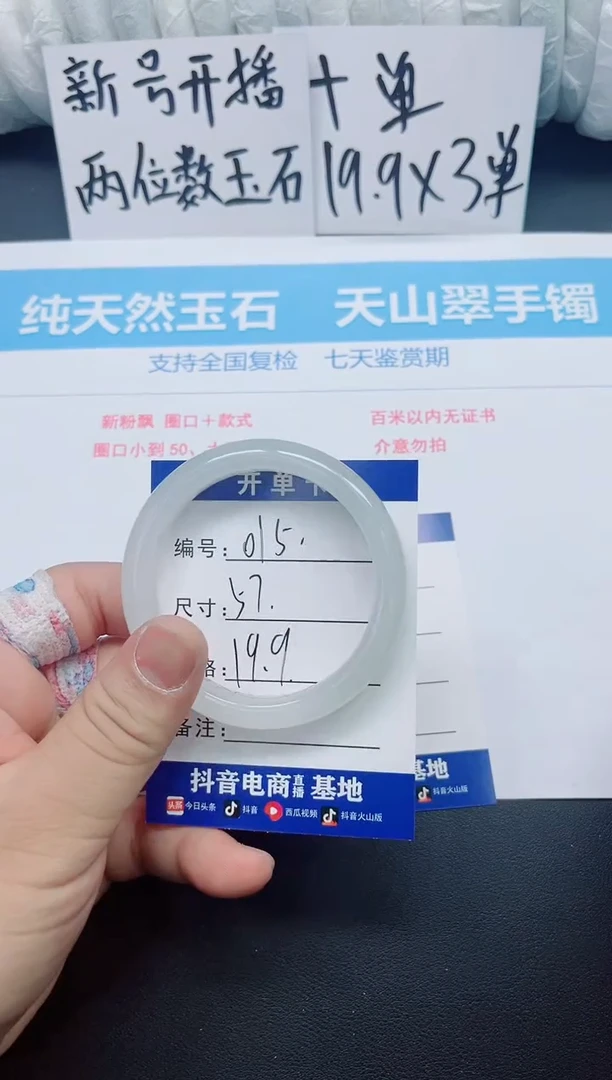 新号开播 十单
两位数玉石 19.9X3单
纯天然玉石 天山翠手镯
支持全国复检 七天鉴赏期
新粉飘 圈口+款式
百米以内无证书
圈口小到50、
介意勿拍
开单
编号: 015.
尺寸: 57.
格: 19.9.
备注:
抖音电商直播基地
今日头条 抖音 西瓜视频 抖音火山版
基地
抖音火山版